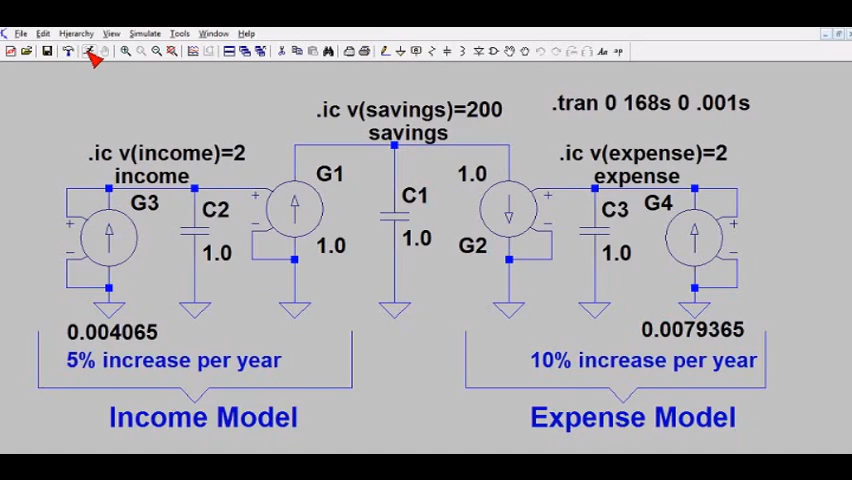 File Edit Hierarchy View Simulate Tools Window Help
.ic v(savings)=200
savings
.tran 0 168s 0 .001s
.ic v(income)=2
income
.ic v(expense)=2
expense
G3
C2
1.0
G1
1.0
C1
1.0
1.0
G2
C3
1.0
G4
0.004065
5% increase per year
Income Model
0.0079365
10% increase per year
Expense Model